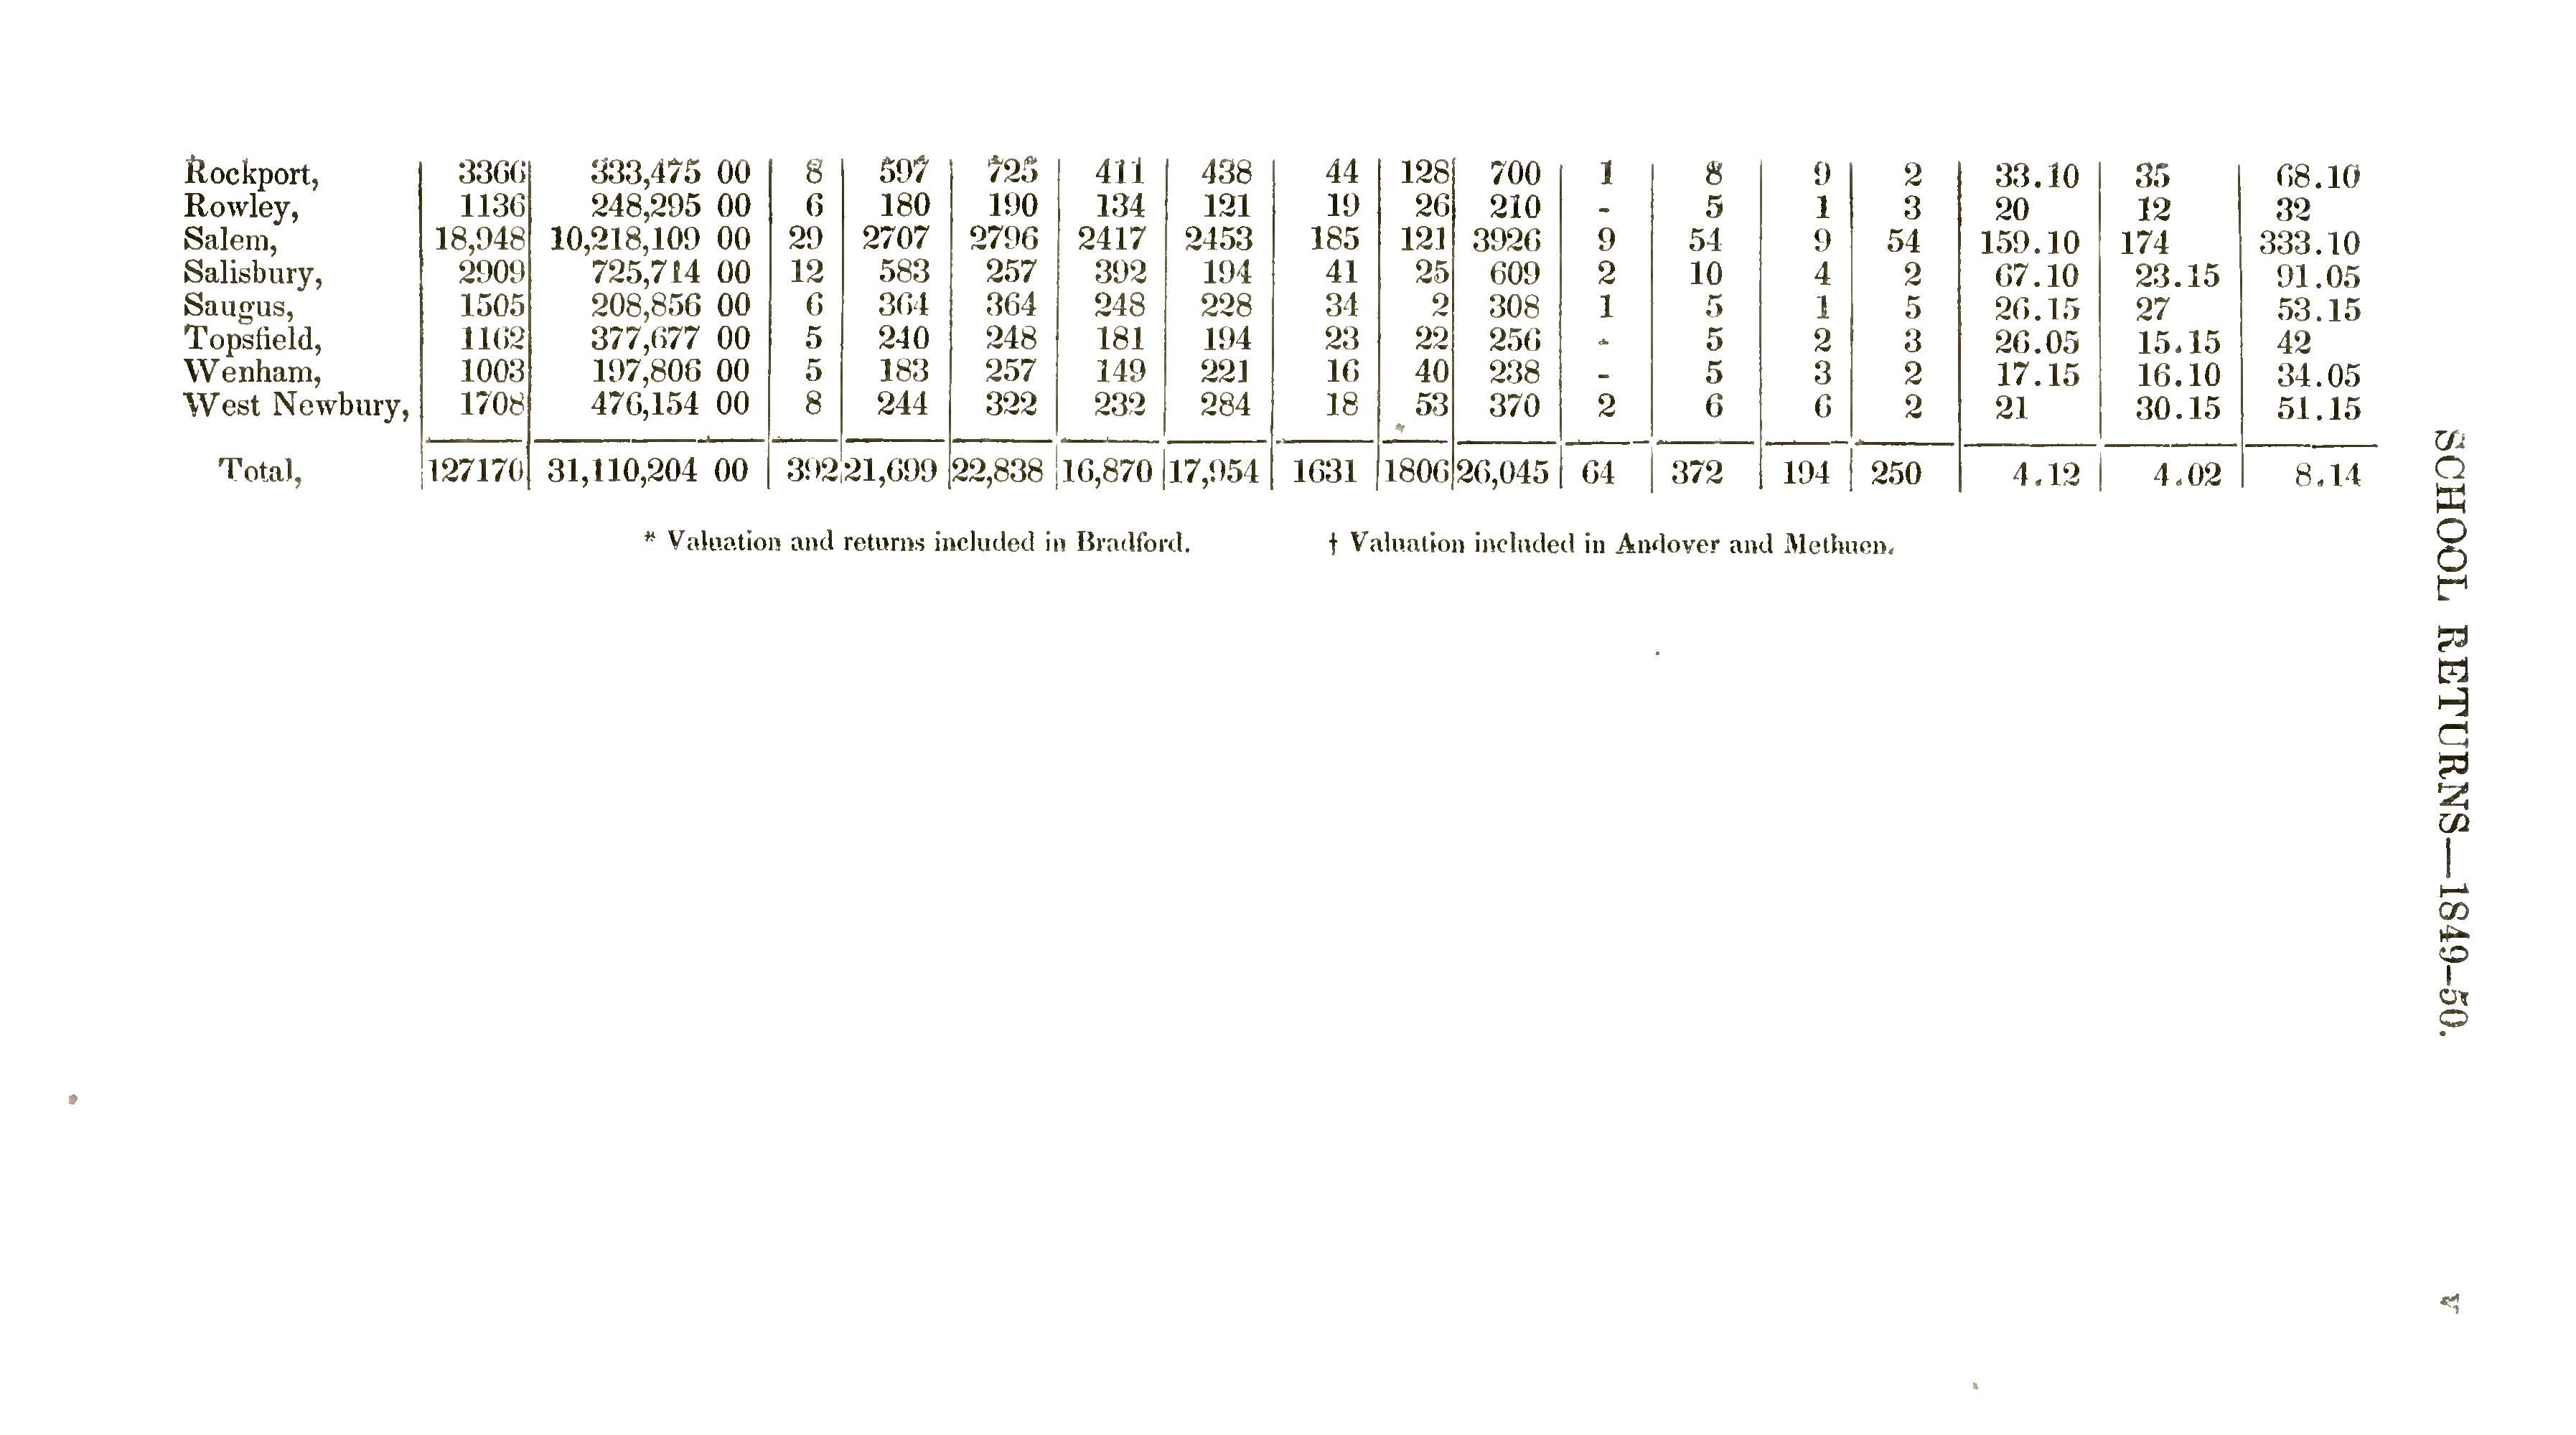 Rockport, 3366 333,475 00 8 597 725 411 438 44 128 700 1 8 9 2 33.10 35 68.10
Rowley, 1136 248,295 00 6 180 190 134 121 19 26 210 - 5 1 3 20 12 32
Salem, 18,948 10,218,109 00 29 2707 2796 2417 2453 185 121 3926 9 54 9 54 159.10 174 333.10
Salisbury, 2909 725,714 00 12 583 257 392 194 41 25 609 2 10 4 2 67.10 23.15 91.05
Saugus, 1505 208,856 00 6 364 364 248 228 34 2 308 1 5 1 5 26.15 27 53.15
Topsfield, 1162 377,677 00 5 240 248 181 194 23 22 256 - 5 2 3 26.05 15.15 42
Wenham, 1003 197,806 00 5 183 257 149 221 16 40 238 - 5 3 2 17.15 16.10 34.05
West Newbury, 1708 476,154 00 8 244 322 232 284 18 53 370 2 6 6 2 21 30.15 51.15
Total, 127170 31,110,204 00 392 21,699 22,838 16,870 17,954 1631 1806 26,045 64 372 194 250 4.12 4.02 8.14
* Valuation and returns included in Bradford. † Valuation included in Andover and Methuen.
SCHOOL RETURNS—1849–50.